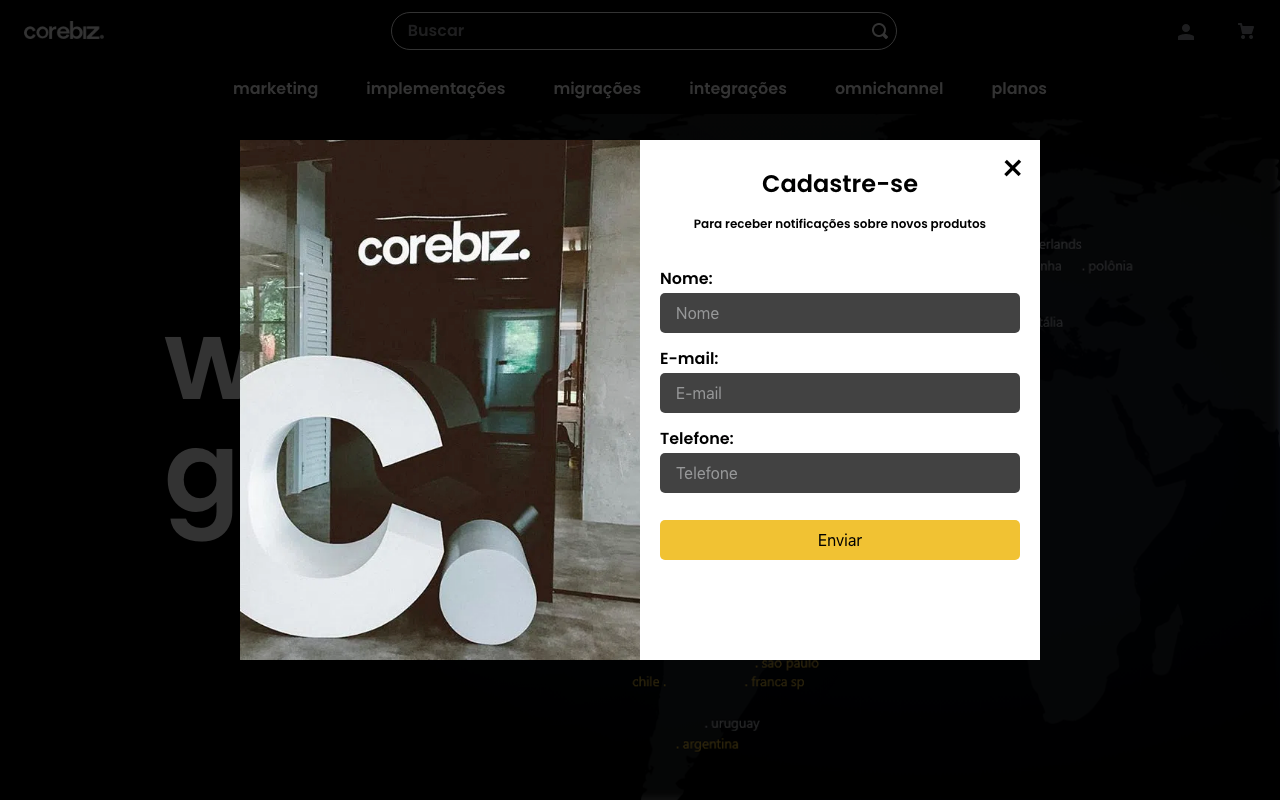 corebiz.
Buscar
marketing implementações migrações integrações omnichannel planos
corebiz.
Cadastre-se
Para receber notificações sobre novos produtos
Nome:
Nome
E-mail:
E-mail
Telefone:
Telefone
Enviar
w
g
erlands
nha . polônia
tália
. são paulo
chile . . franca sp
. uruguay
. argentina